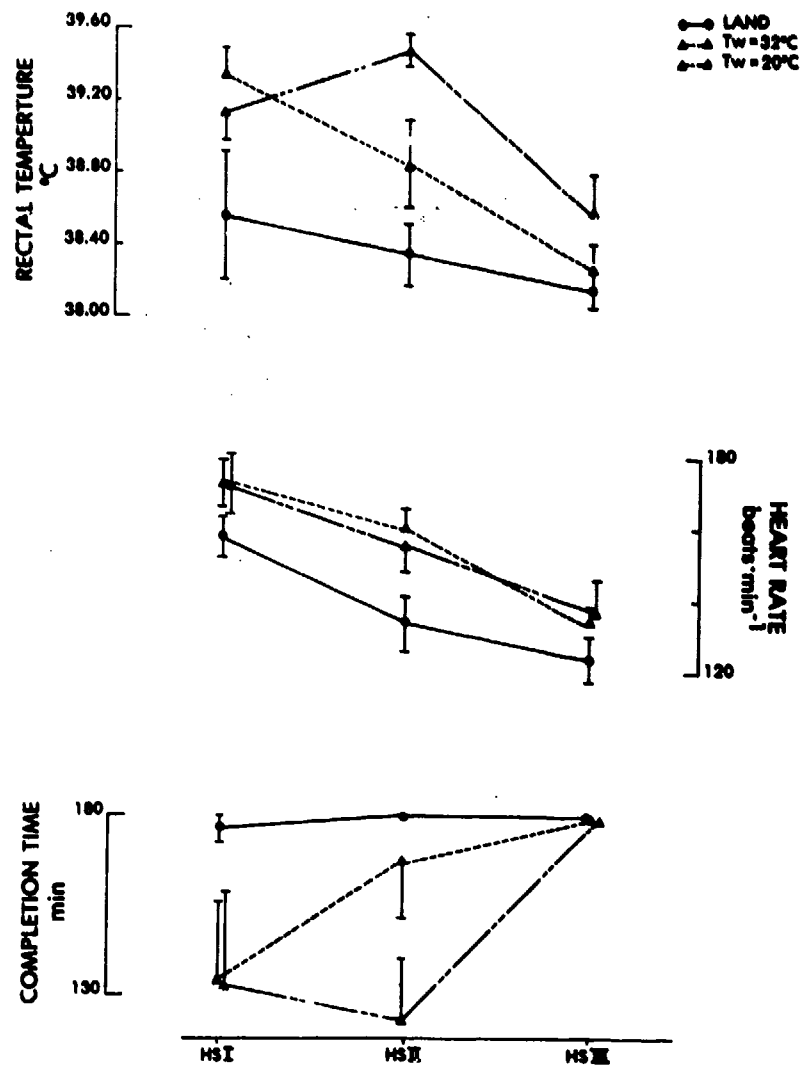 LAND
Tw=32°C
Tw=20°C
RECTAL TEMPERTURE
°C
39.60
39.20
38.80
38.40
38.00
180
120
HEART RATE
beats·min⁻¹
COMPLETION TIME
min
180
130
HS I
HS II
HS III